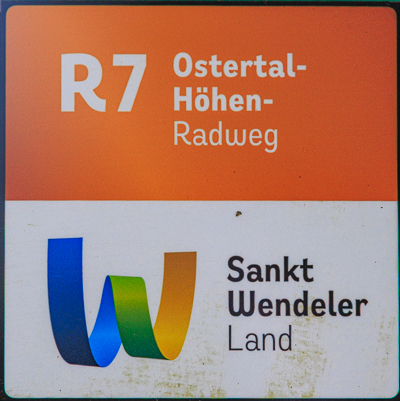 R7
Ostertal-
Höhen-
Radweg
Sankt
Wendeler
Land